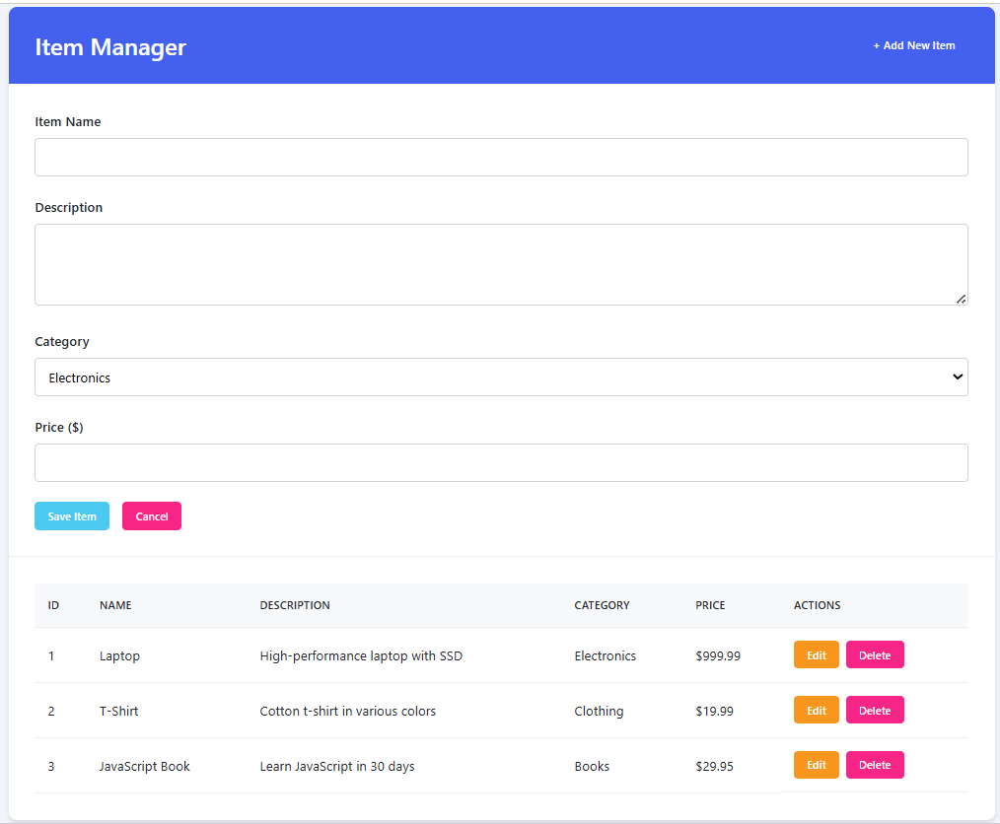 Item Manager
+ Add New Item
Item Name
Description
Category
Electronics
Price ($)
Save Item Cancel
ID NAME DESCRIPTION CATEGORY PRICE ACTIONS
1 Laptop High-performance laptop with SSD Electronics $999.99 Edit Delete
2 T-Shirt Cotton t-shirt in various colors Clothing $19.99 Edit Delete
3 JavaScript Book Learn JavaScript in 30 days Books $29.95 Edit Delete